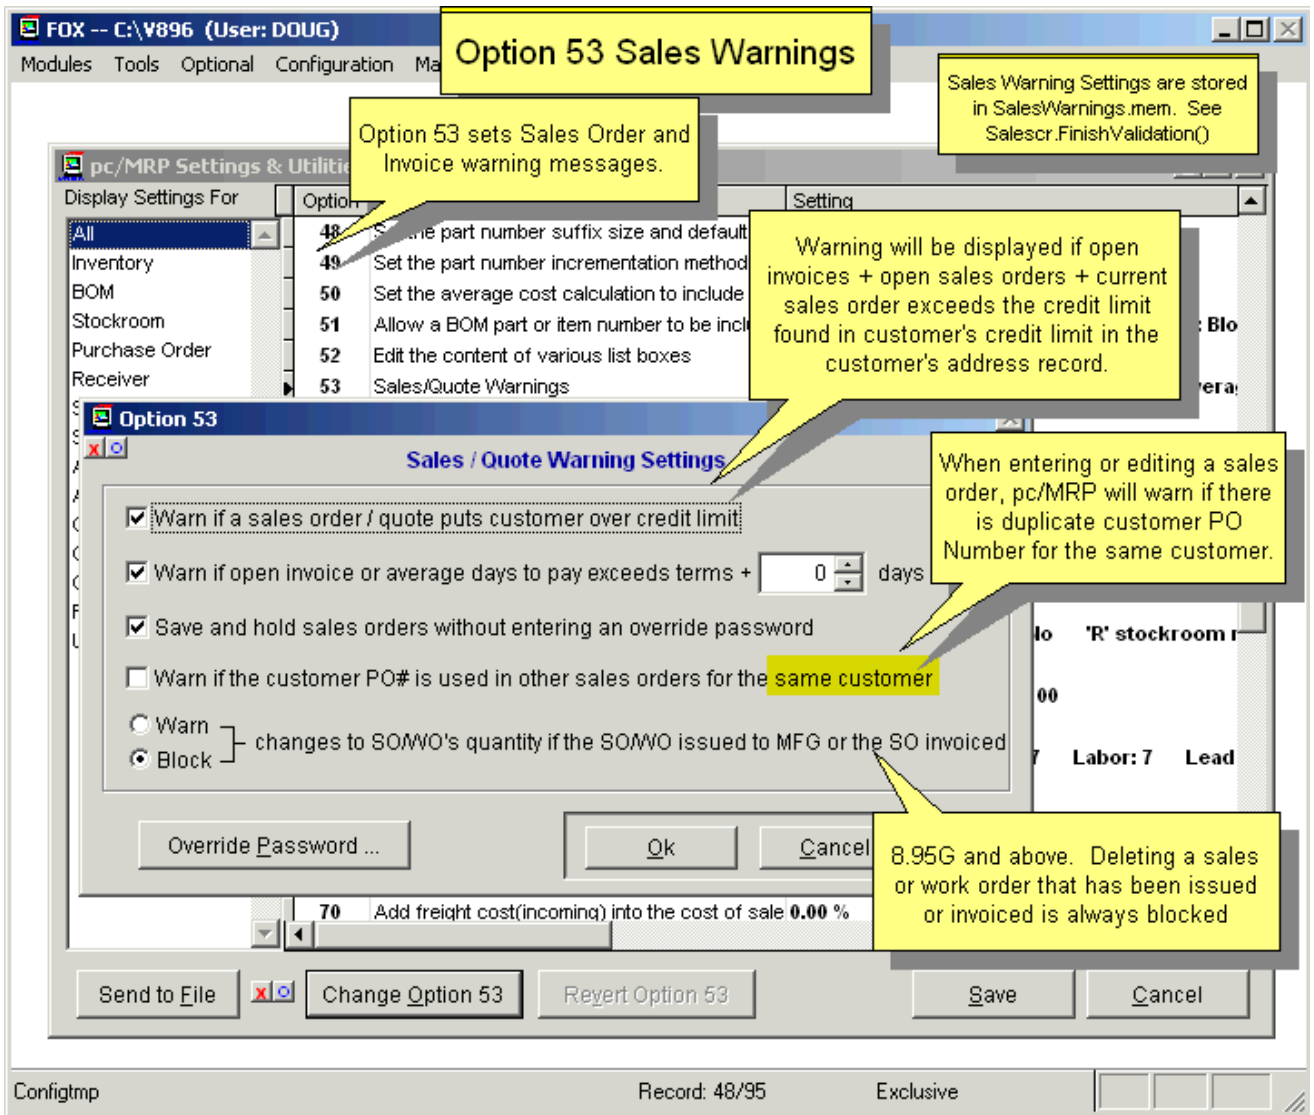 FOX -- C:\V896 (User: DOUG)
Modules Tools Optional Configuration Ma
Option 53 Sales Warnings
Sales Warning Settings are stored
in SalesWarnings.mem. See
Salescr.FinishValidation()
Option 53 sets Sales Order and
Invoice warning messages.
pc/MRP Settings & Utilitie
Display Settings For
Option
Setting
All
Inventory
BOM
Stockroom
Purchase Order
Receiver
48 the part number suffix size and default
49 Set the part number incrementation method
50 Set the average cost calculation to include
51 Allow a BOM part or item number to be incl : Blo
52 Edit the content of various list boxes
53 Sales/Quote Warnings
Warning will be displayed if open
invoices + open sales orders + current
sales order exceeds the credit limit
found in customer's credit limit in the
customer's address record.
Option 53
Sales / Quote Warning Settings
When entering or editing a sales
order, pc/MRP will warn if there
is duplicate customer PO
Number for the same customer.
Warn if a sales order / quote puts customer over credit limit
Warn if open invoice or average days to pay exceeds terms + 0 days
Save and hold sales orders without entering an override password
'R' stockroom r
Warn if the customer PO# is used in other sales orders for the same customer
00
Warn
Block
changes to SO/WO's quantity if the SO/WO issued to MFG or the SO invoiced
7 Labor: 7 Lead
Override Password ...
Ok
Cancel
8.95G and above. Deleting a sales
or work order that has been issued
or invoiced is always blocked
70 Add freight cost(incoming) into the cost of sale 0.00 %
Send to File
Change Option 53
Revert Option 53
Save
Cancel
Configtmp
Record: 48/95
Exclusive